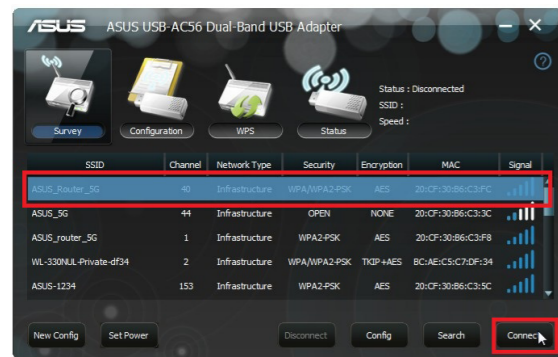 ASUS ASUS USB-AC56 Dual-Band USB Adapter
Status : Disconnected
SSID :
Speed :
Survey Configuration WPS Status
SSID Channel Network Type Security Encryption MAC Signal
ASUS_Router_5G 40 Infrastructure WPA/WPA2-PSK AES 20:CF:30:B6:C3:FC
ASUS_5G 44 Infrastructure OPEN NONE 20:CF:30:B6:C3:3C
ASUS_router_5G 1 Infrastructure WPA2-PSK AES 20:CF:30:B6:C3:F8
WL-330NUL-Private-df34 2 Infrastructure WPA/WPA2-PSK TKIP+AES BC:AE:C5:C7:DF:34
ASUS-1234 153 Infrastructure WPA2-PSK AES 20:CF:30:B6:C3:5C
New Config Set Power Disconnect Config Search Connect